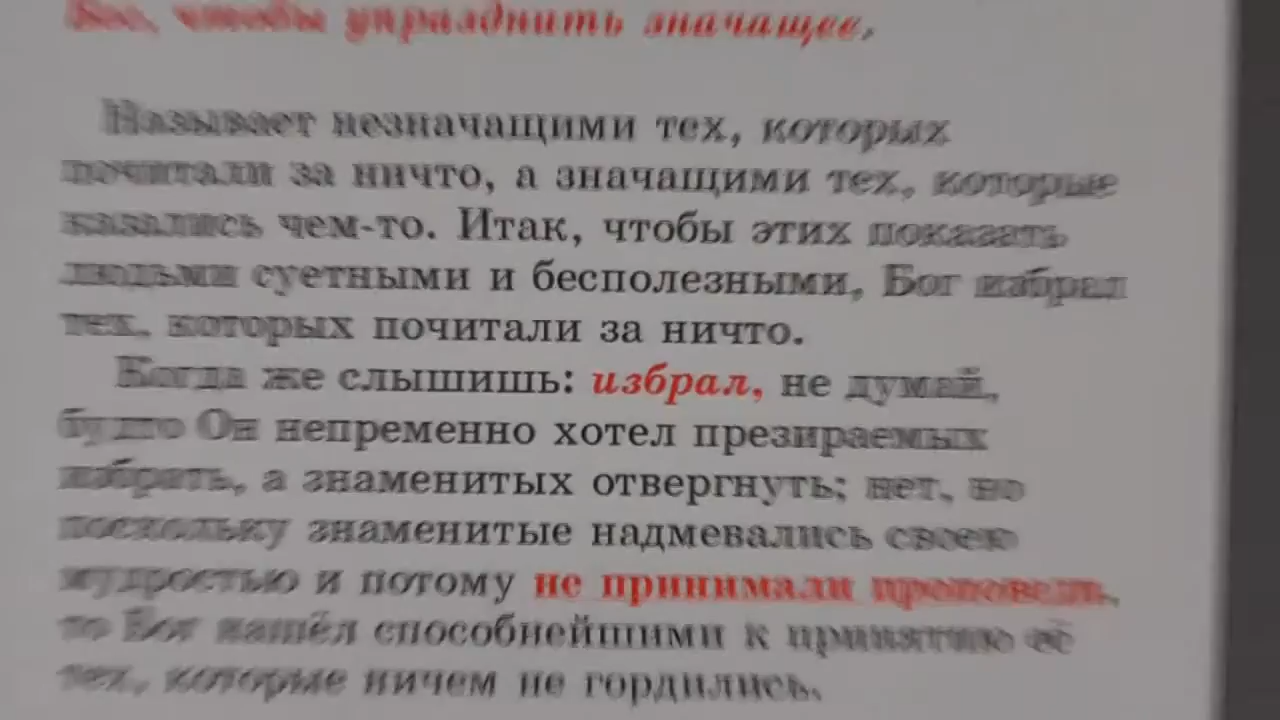 Бог, чтобы упразднить значащее,
Называет незначащими тех, которых
почитали за ничто, а значащими тех, которые
казались чем-то. Итак, чтобы этих показать
людьми суетными и бесполезными, Бог избрал
тех, которых почитали за ничто.
Когда же слышишь: избрал, не думай,
будто Он непременно хотел презираемых
избрать, а знаменитых отвергнуть; нет, но
поскольку знаменитые надмевались своею
мудростью и потому не принимали проповеди,
то Бог нашёл способнейшими к принятию её
тех, которые ничем не гордились.